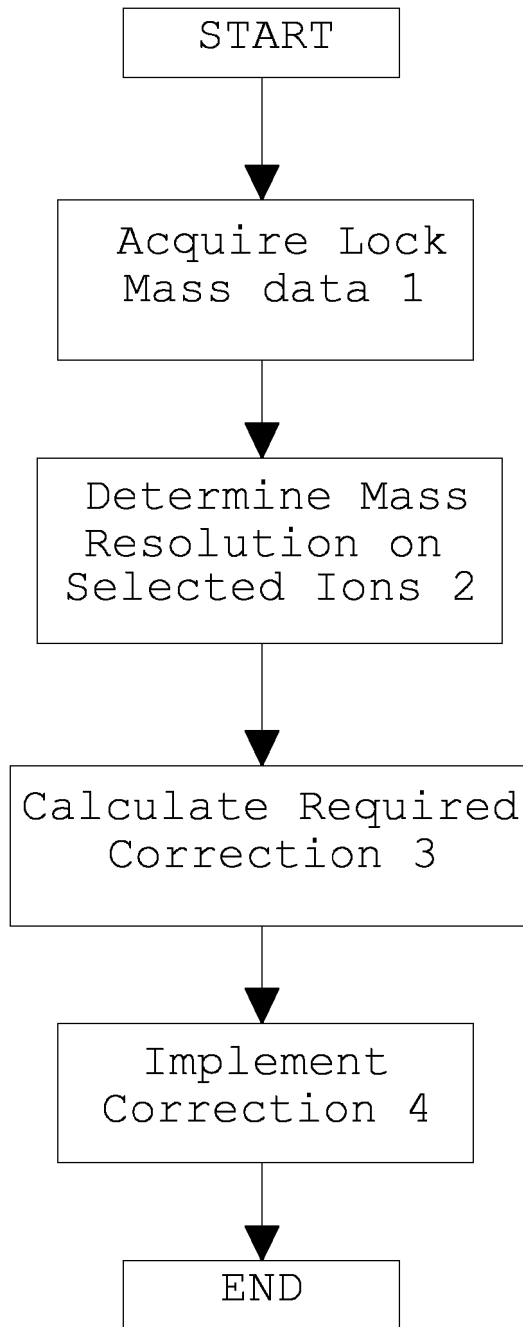 START
Acquire Lock
Mass data 1
Determine Mass
Resolution on
Selected Ions 2
Calculate Required
Correction 3
Implement
Correction 4
END